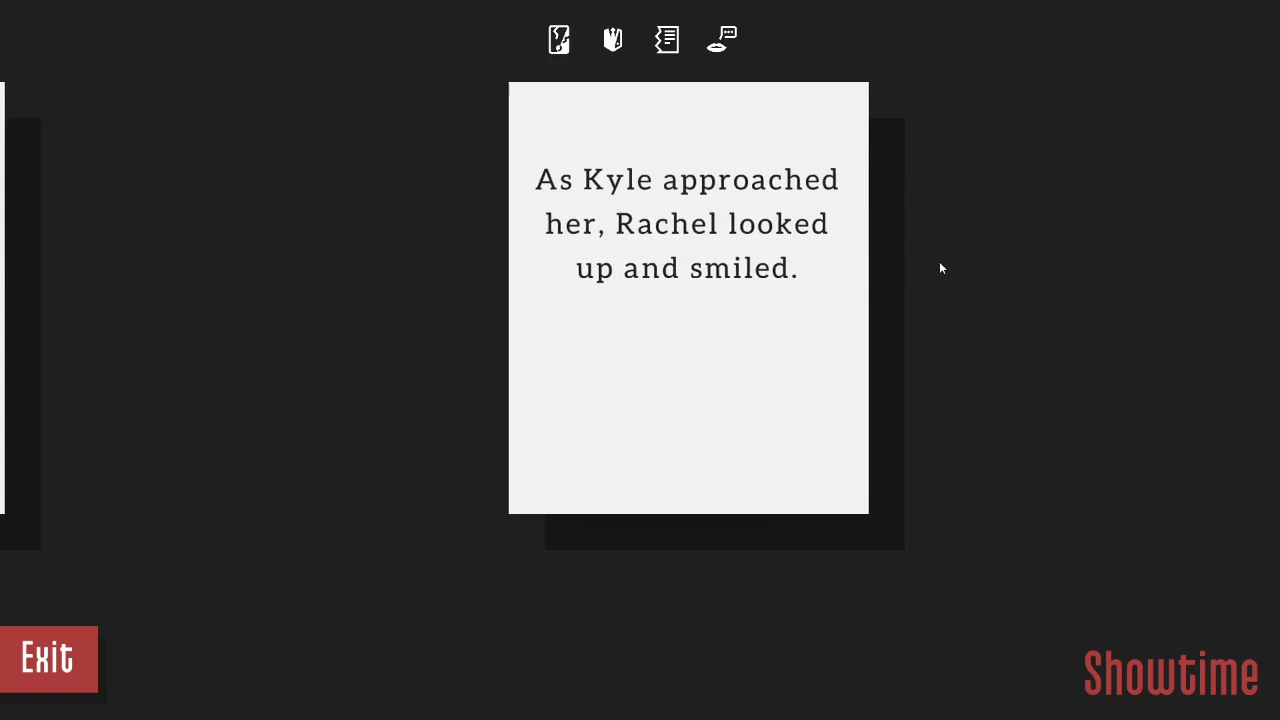 As Kyle approached
her, Rachel looked
up and smiled.
Exit
Showtime